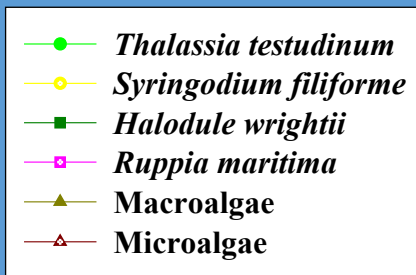 Thalassia testudinum
Syringodium filiforme
Halodule wrightii
Ruppia maritima
Macroalgae
Microalgae